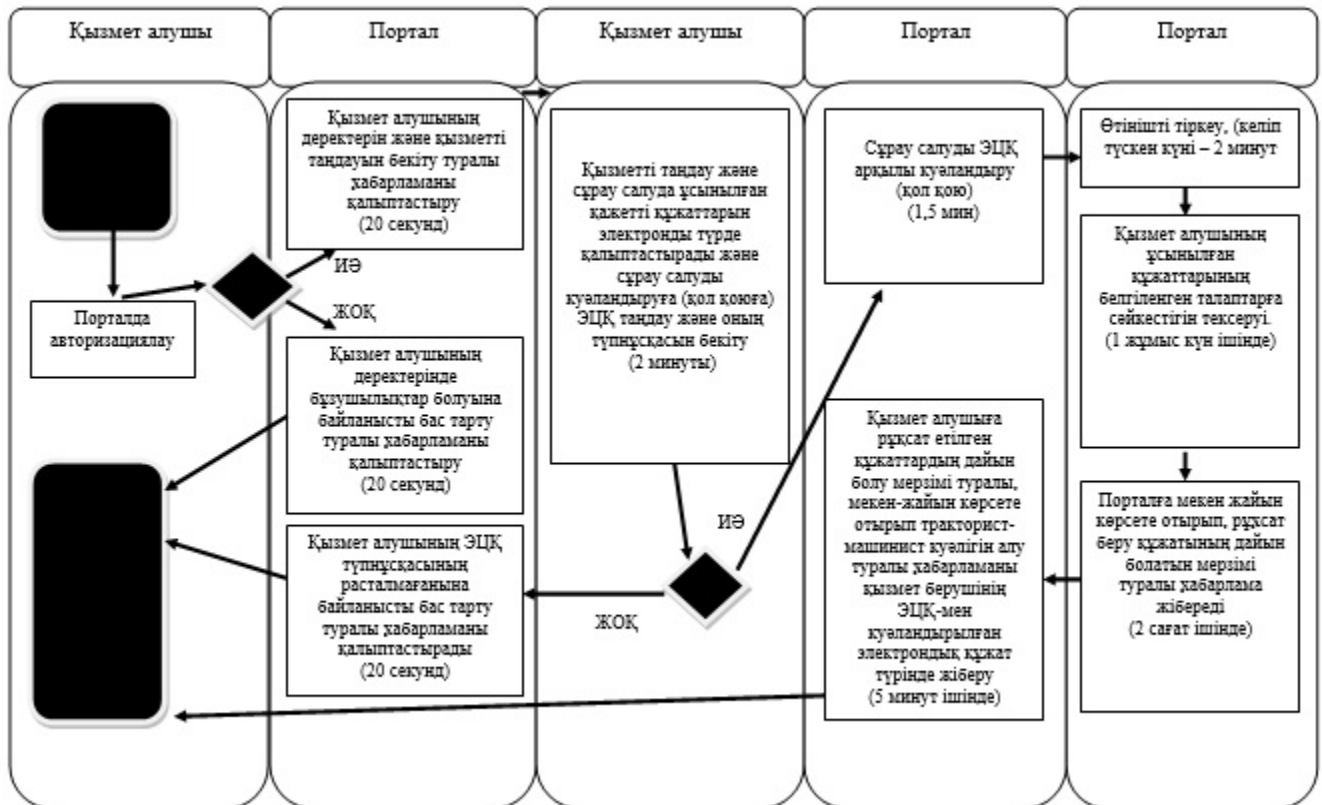 Қызмет алушы
Портал
Қызмет алушы
Портал
Портал
Порталда
авторизациялау
Қызмет алушының
деректерін және қызметті
таңдауын бекіту туралы
хабарламаны
қалыптастыру
(20 секунд)
ИӘ
ЖОҚ
Қызмет алушының
деректерінде
бұзушылықтар болуына
байланысты бас тарту
туралы хабарламаны
қалыптастыру
(20 секунд)
Қызмет алушының ЭЦҚ
түпнұсқасының
расталмағанына
байланысты бас тарту
туралы хабарламаны
қалыптастырады
(20 секунд)
Қызметті таңдау және
сұрау салуда ұсынылған
қажетті құжаттарын
электронды түрде
қалыптастырады және
сұрау салуды
куәландыруға (қол қоюға)
ЭЦҚ таңдау және оның
түпнұсқасын бекіту
(2 минуты)
ИӘ
ЖОҚ
Сұрау салуды ЭЦҚ
арқылы куәландыру
(қол қою)
(1,5 мин)
Қызмет алушыға
рұқсат етілген
құжаттардың дайын
болу мерзімі туралы,
мекен-жайын көрсете
отырып тракторист-
машинист куәлігін алу
туралы хабарламаны
қызмет берушінің
ЭЦҚ-мен
куәландырылған
электрондық құжат
түрінде жіберу
(5 минут ішінде)
Өтінішті тіркеу, (келіп
түскен күні – 2 минут
Қызмет алушының
ұсынылған
құжаттарының
белгіленген талаптарға
сәйкестігін тексеруі.
(1 жұмыс күн ішінде)
Порталға мекен жайын
көрсете отырып, рұхсат
беру құжатының дайын
болатын мерзімі
туралы хабарлама
жібереді
(2 сағат ішінде)